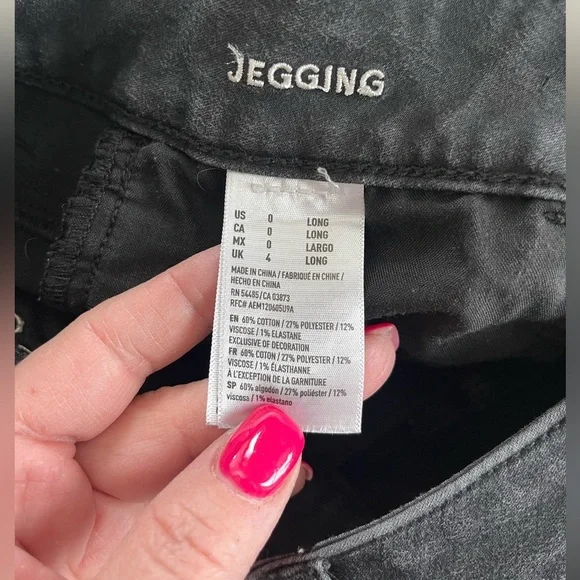 JEGGING
US 0 LONG
CA 0 LONG
MX 0 LARGO
UK 4 LONG
MADE IN CHINA / FABRIQUÉ EN CHINE /
HECHO EN CHINA
RN 54485/CA 03873
RFC# AEM120605U9A
EN 60% COTTON / 27% POLYESTER / 12%
VISCOSE / 1% ELASTANE
EXCLUSIVE OF DECORATION
FR 60% COTON / 27% POLYESTER / 12%
VISCOSE / 1% ÉLASTHANNE
À L'EXCEPTION DE LA GARNITURE
SP 60% algodón / 27% poliéster / 12%
viscosa / 1% elastano